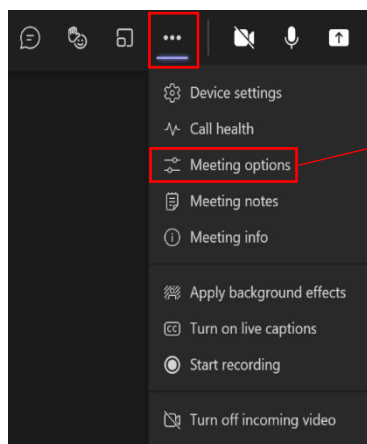 Device settings
Call health
Meeting options
Meeting notes
Meeting info
Apply background effects
CC Turn on live captions
Start recording
Turn off incoming video